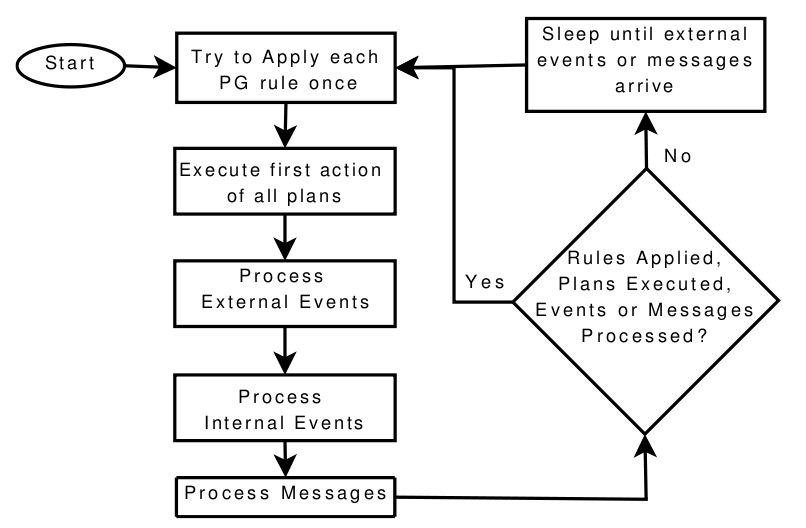 Start
Try to Apply each
PG rule once
Execute first action
of all plans
Process
External Events
Process
Internal Events
Process Messages
Rules Applied,
Plans Executed,
Events or Messages
Processed?
Yes
No
Sleep until external
events or messages
arrive